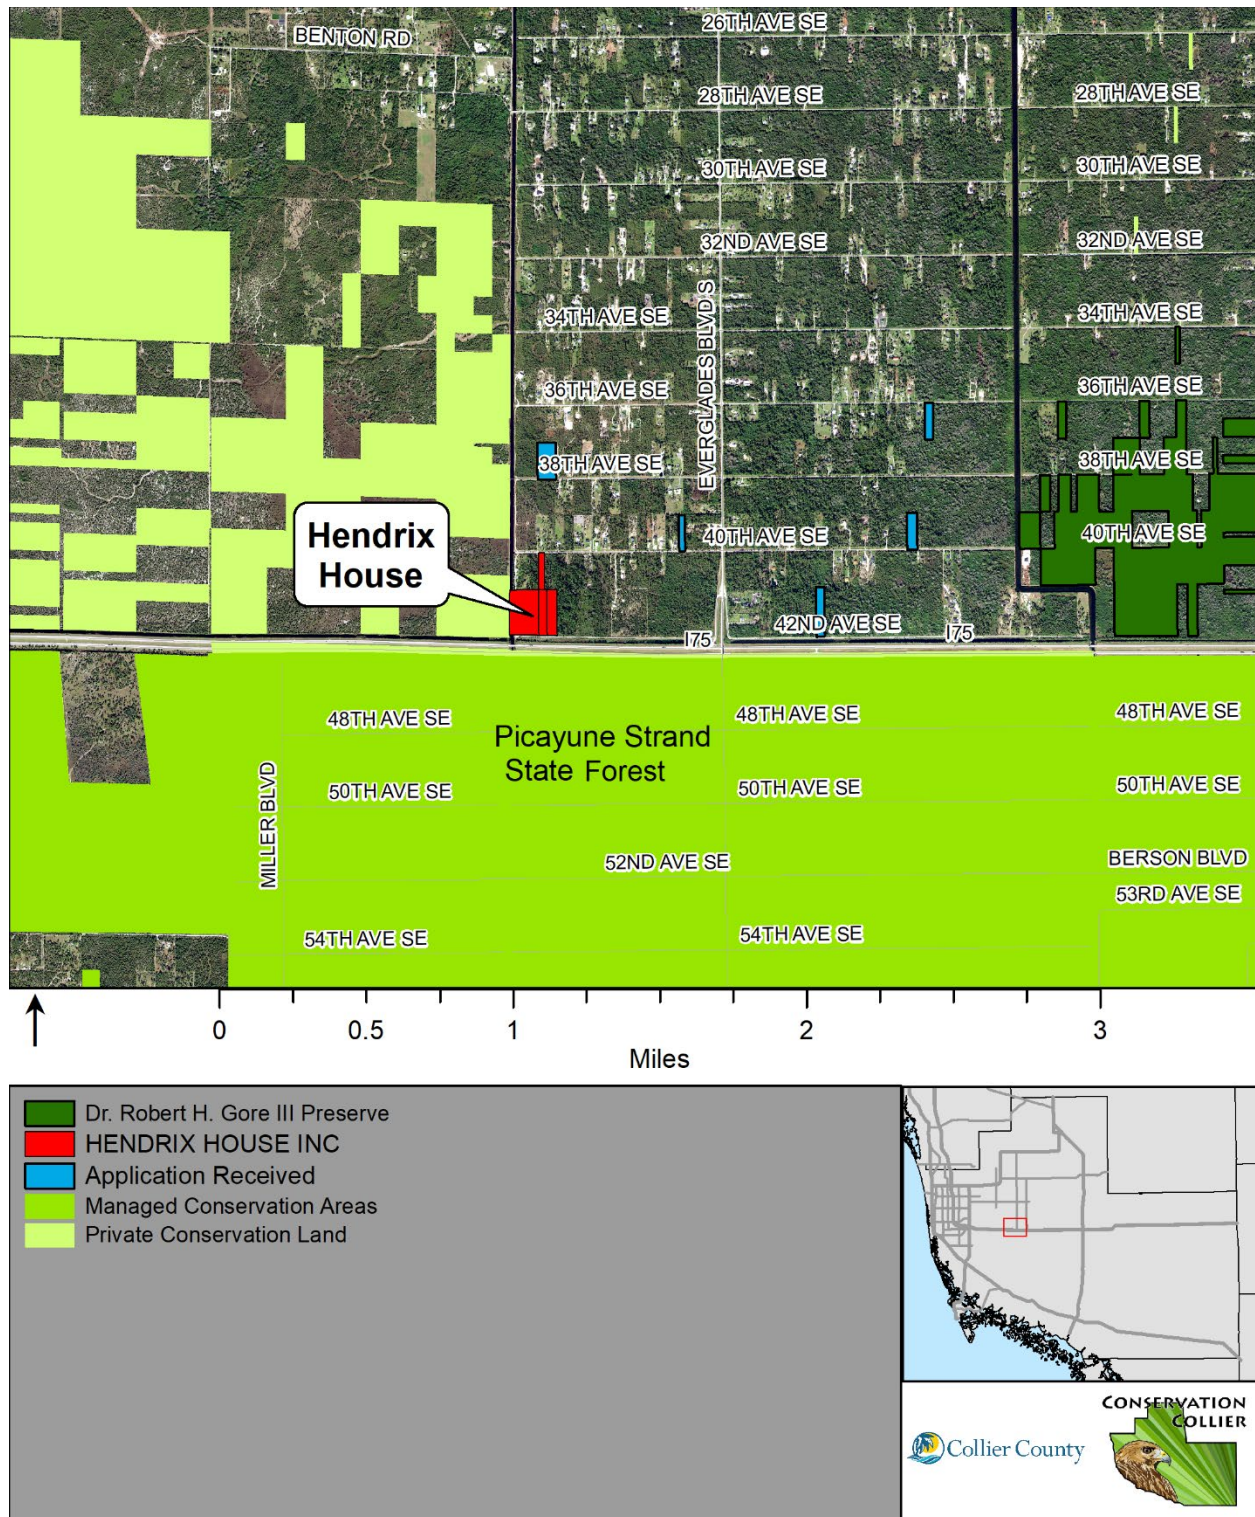 BENTON RD
26TH AVE SE
28TH AVE SE
28TH AVE SE
30TH AVE SE
30TH AVE SE
32ND AVE SE
32ND AVE SE
EVERGLADES BLVD S
34TH AVE SE
34TH AVE SE
36TH AVE SE
36TH AVE SE
38TH AVE SE
38TH AVE SE
Hendrix
House
40TH AVE SE
40TH AVE SE
42ND AVE SE
I75
I75
48TH AVE SE
48TH AVE SE
48TH AVE SE
Picayune Strand
State Forest
MILLER BLVD
50TH AVE SE
50TH AVE SE
50TH AVE SE
52ND AVE SE
BERSON BLVD
53RD AVE SE
54TH AVE SE
54TH AVE SE
0 0.5 1 2 3
Miles
Dr. Robert H. Gore III Preserve
HENDRIX HOUSE INC
Application Received
Managed Conservation Areas
Private Conservation Land
Collier County
CONSERVATION
COLLIER